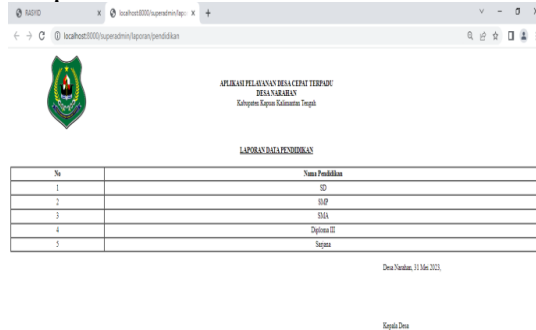 RASPID
localhost:8000/superadmin/lapo
localhost:8000/superadmin/laporan/pendidikan
APLIKASI PELAYANAN DESA CEPAT TERPADU
DESA NARAHAN
Kabupaten Kapuas Kalimantan Tengah
LAPORAN DATA PENDIDIKAN
No Nama Pendidikan
1 SD
2 SMP
3 SMA
4 Diploma III
5 Sarjana
Desa Narahan, 31 Mei 2023,
Kepala Desa